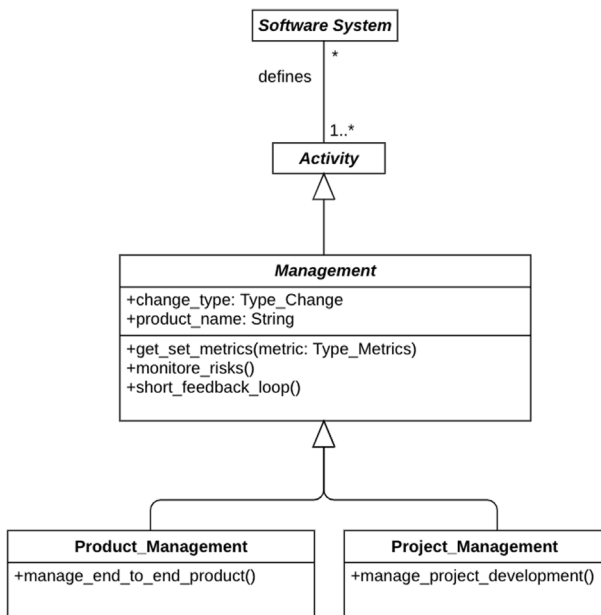 Software System
*
defines
1..*
Activity
Management
+change_type: Type_Change
+product_name: String
+get_set_metrics(metric: Type_Metrics)
+monitore_risks()
+short_feedback_loop()
Product_Management
+manage_end_to_end_product()
Project_Management
+manage_project_development()